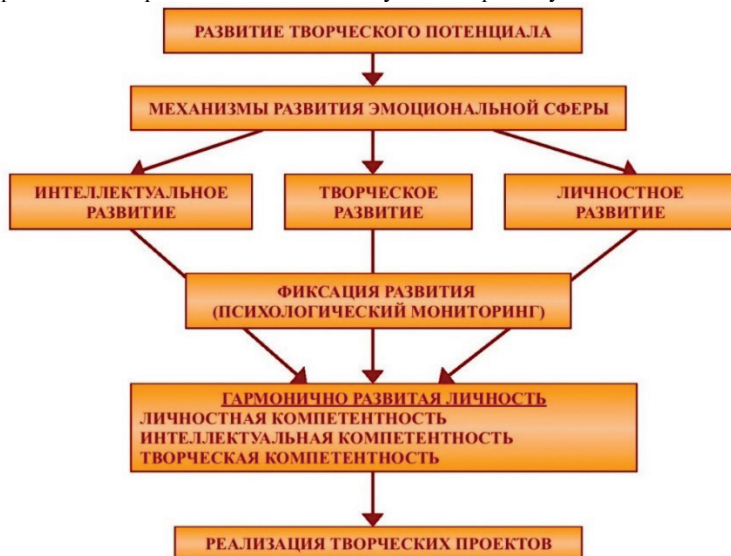 РАЗВИТИЕ ТВОРЧЕСКОГО ПОТЕНЦИАЛА
МЕХАНИЗМЫ РАЗВИТИЯ ЭМОЦИОНАЛЬНОЙ СФЕРЫ
ИНТЕЛЛЕКТУАЛЬНОЕ
РАЗВИТИЕ
ТВОРЧЕСКОЕ
РАЗВИТИЕ
ЛИЧНОСТНОЕ
РАЗВИТИЕ
ФИКСАЦИЯ РАЗВИТИЯ
(ПСИХОЛОГИЧЕСКИЙ МОНИТОРИНГ)
ГАРМОНИЧНО РАЗВИТАЯ ЛИЧНОСТЬ
ЛИЧНОСТНАЯ КОМПЕТЕНТНОСТЬ
ИНТЕЛЛЕКТУАЛЬНАЯ КОМПЕТЕНТНОСТЬ
ТВОРЧЕСКАЯ КОМПЕТЕНТНОСТЬ
РЕАЛИЗАЦИЯ ТВОРЧЕСКИХ ПРОЕКТОВ